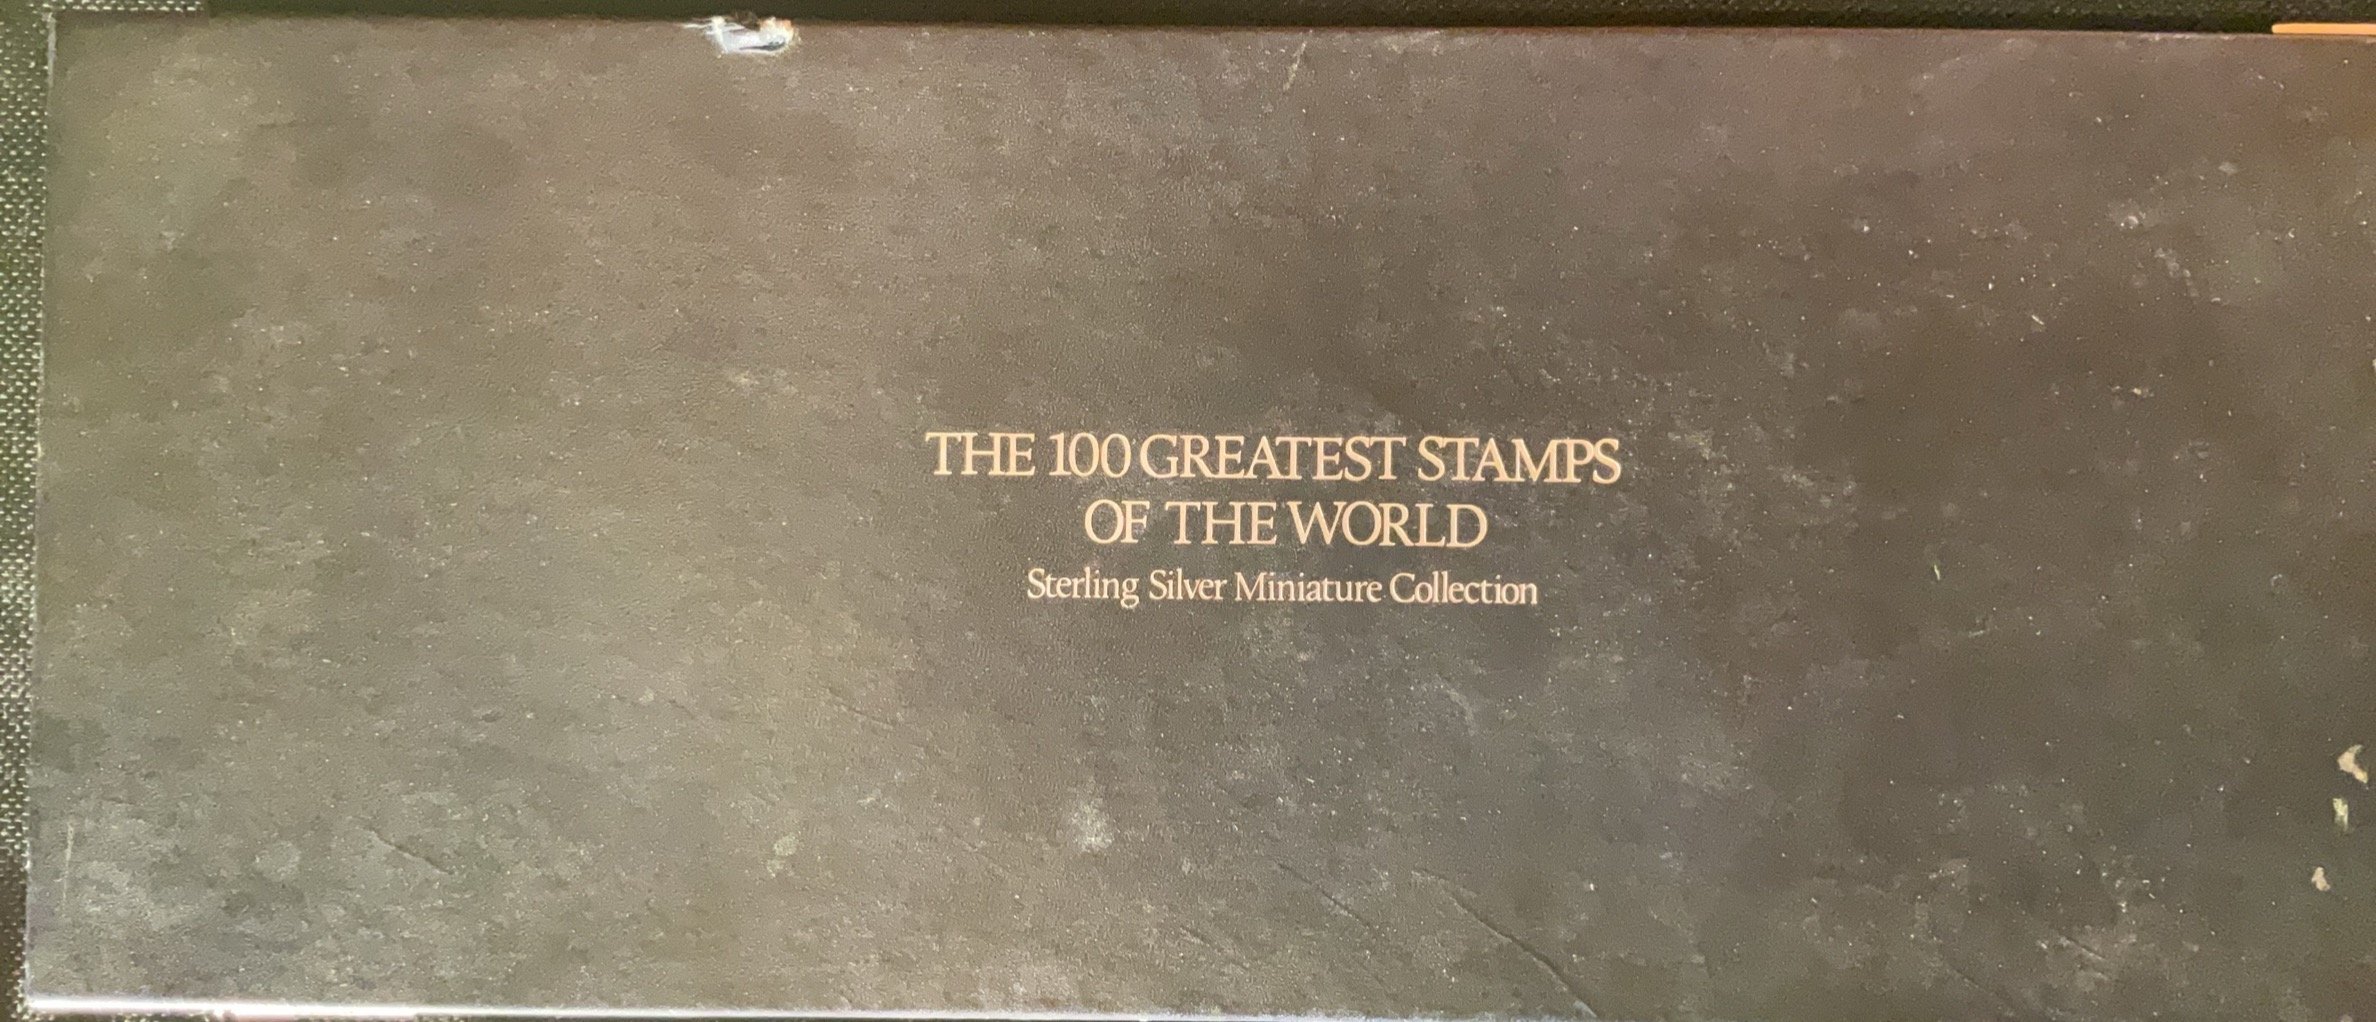 THE 100 GREATEST STAMPS
OF THE WORLD
Sterling Silver Miniature Collection